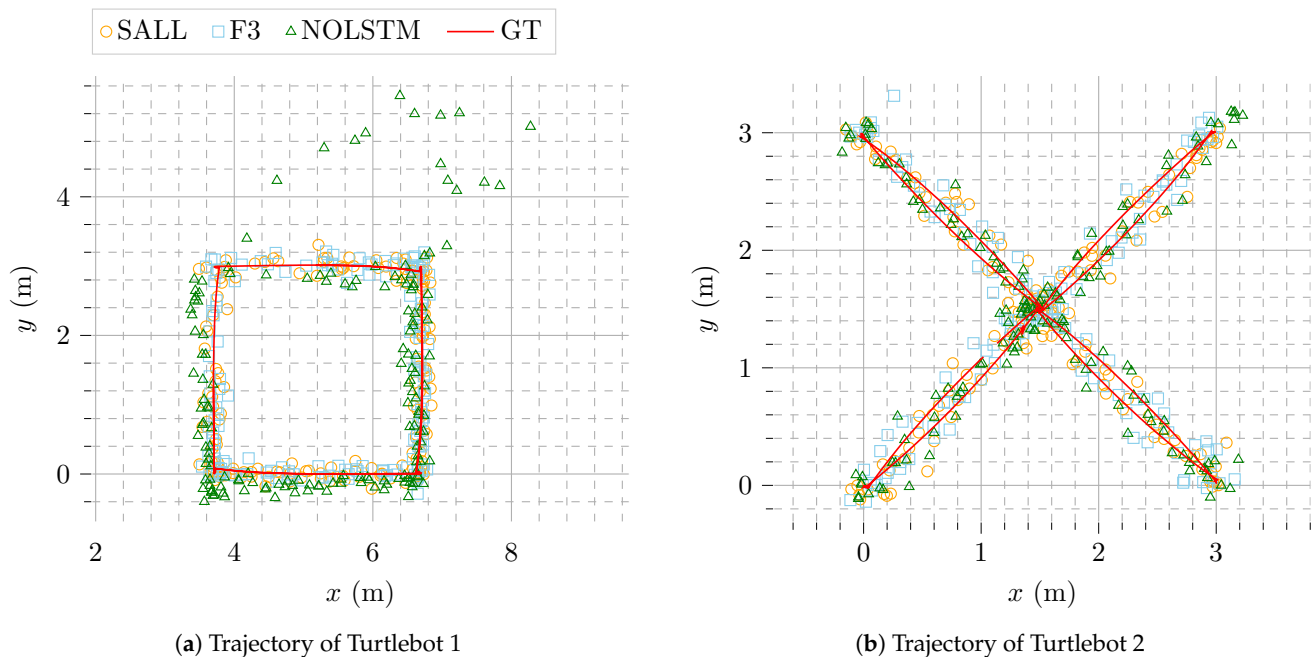 SALL F3 NOLSTM GT
4
2
0
y (m)
2 4 6 8
x (m)
(a) Trajectory of Turtlebot 1
3
2
1
0
y (m)
0 1 2 3
x (m)
(b) Trajectory of Turtlebot 2